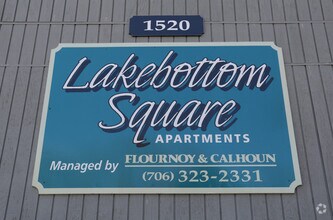 1520
Lakebottom
Square
APARTMENTS
Managed by FLOURNOY & CALHOUN
(706) 323-2331